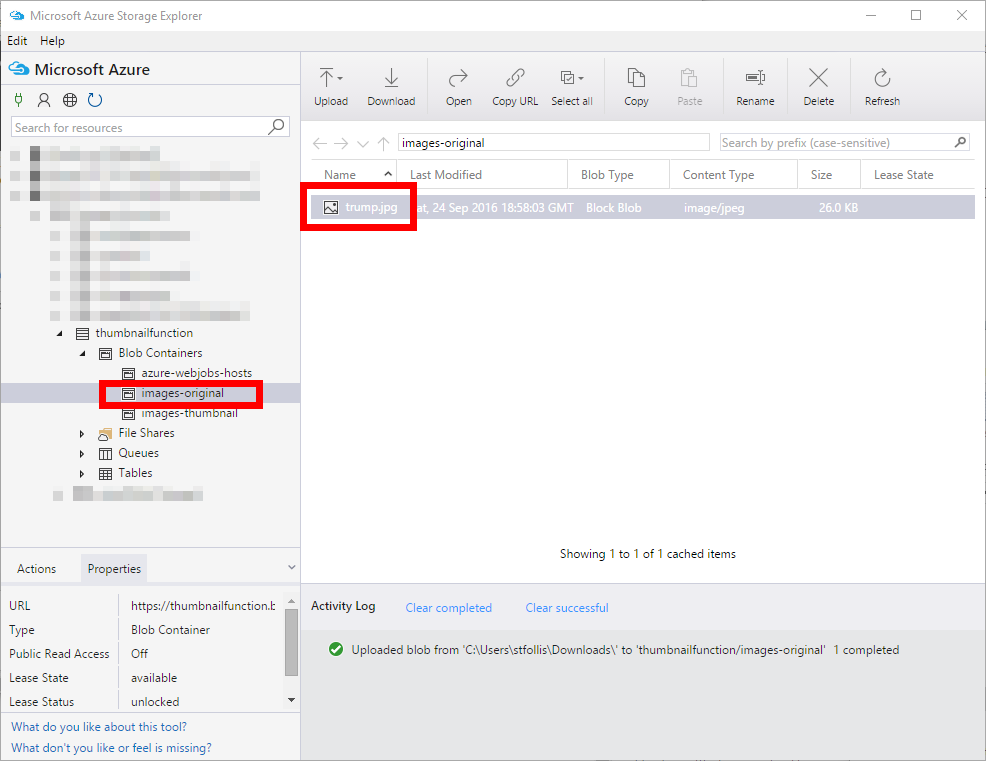 Microsoft Azure Storage Explorer
Edit Help
Microsoft Azure
Search for resources
thumbnailfunction
Blob Containers
azure-webjobs-hosts
images-original
images-thumbnail
File Shares
Queues
Tables
Actions Properties
URL https://thumbnailfunction.b
Type Blob Container
Public Read Access Off
Lease State available
Lease Status unlocked
What do you like about this tool?
What don't you like or feel is missing?
Upload Download Open Copy URL Select all Copy Paste Rename Delete Refresh
images-original Search by prefix (case-sensitive)
Name Last Modified Blob Type Content Type Size Lease State
trump.jpg at, 24 Sep 2016 18:58:03 GMT Block Blob image/jpeg 26.0 KB
Showing 1 to 1 of 1 cached items
Activity Log Clear completed Clear successful
Uploaded blob from 'C:\Users\stfollis\Downloads\' to 'thumbnailfunction/images-original' 1 completed